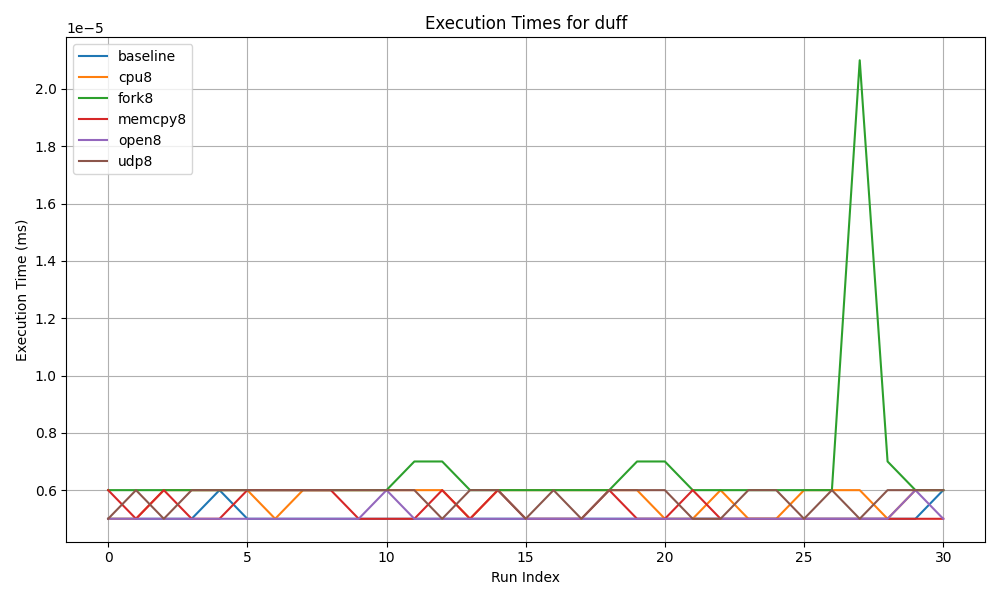 Execution Times for duff
1e−5
baseline
cpu8
fork8
memcpy8
open8
udp8
2.0
1.8
1.6
1.4
1.2
1.0
0.8
0.6
Execution Time (ms)
0 5 10 15 20 25 30
Run Index